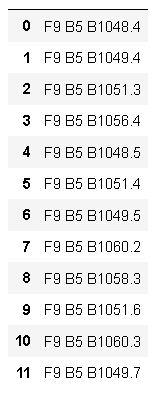 0 F9 B5 B1048.4
1 F9 B5 B1049.4
2 F9 B5 B1051.3
3 F9 B5 B1056.4
4 F9 B5 B1048.5
5 F9 B5 B1051.4
6 F9 B5 B1049.5
7 F9 B5 B1060.2
8 F9 B5 B1058.3
9 F9 B5 B1051.6
10 F9 B5 B1060.3
11 F9 B5 B1049.7